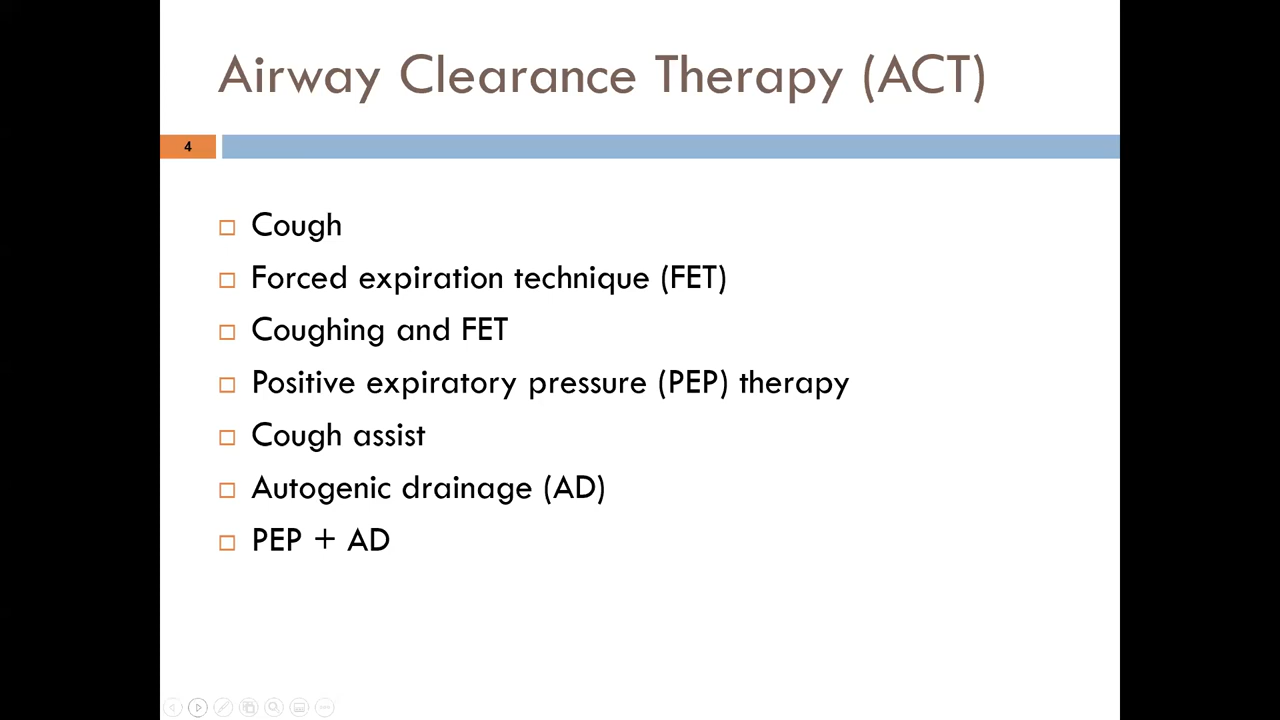 Airway Clearance Therapy (ACT)
4
Cough
Forced expiration technique (FET)
Coughing and FET
Positive expiratory pressure (PEP) therapy
Cough assist
Autogenic drainage (AD)
PEP + AD